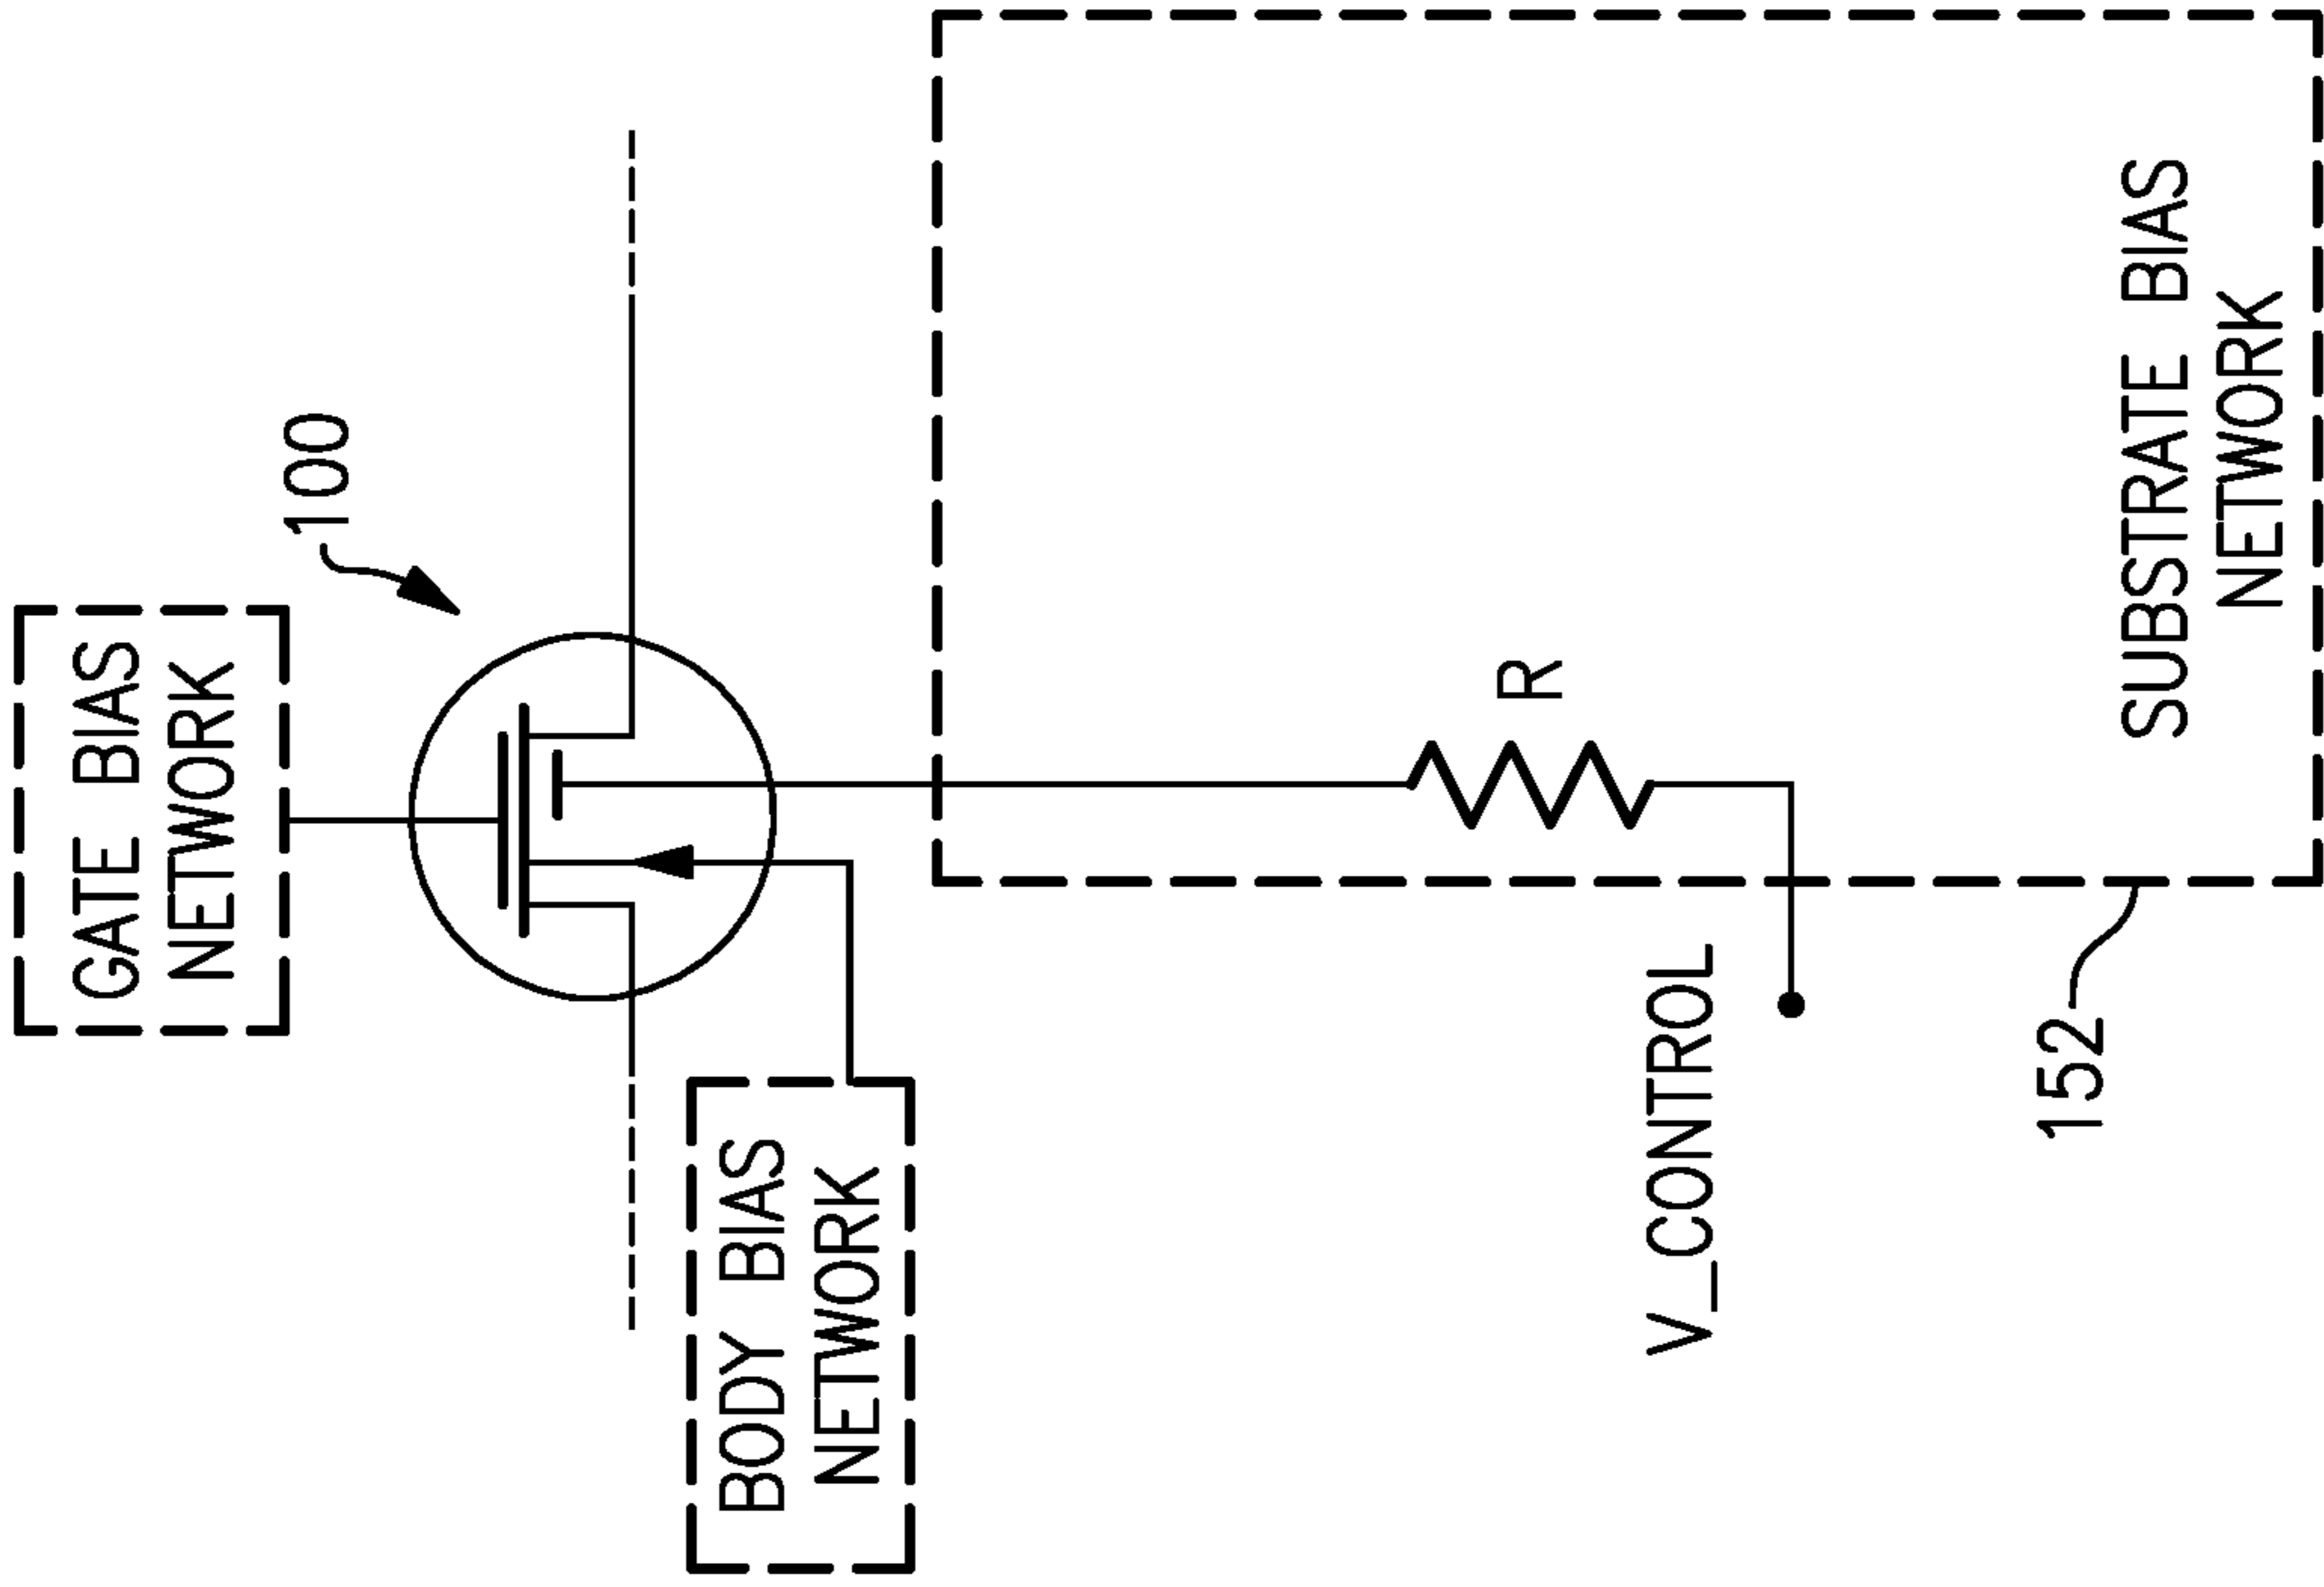 GATE BIAS
NETWORK
100
BODY BIAS
NETWORK
R
V_CONTROL
152
SUBSTRATE BIAS
NETWORK